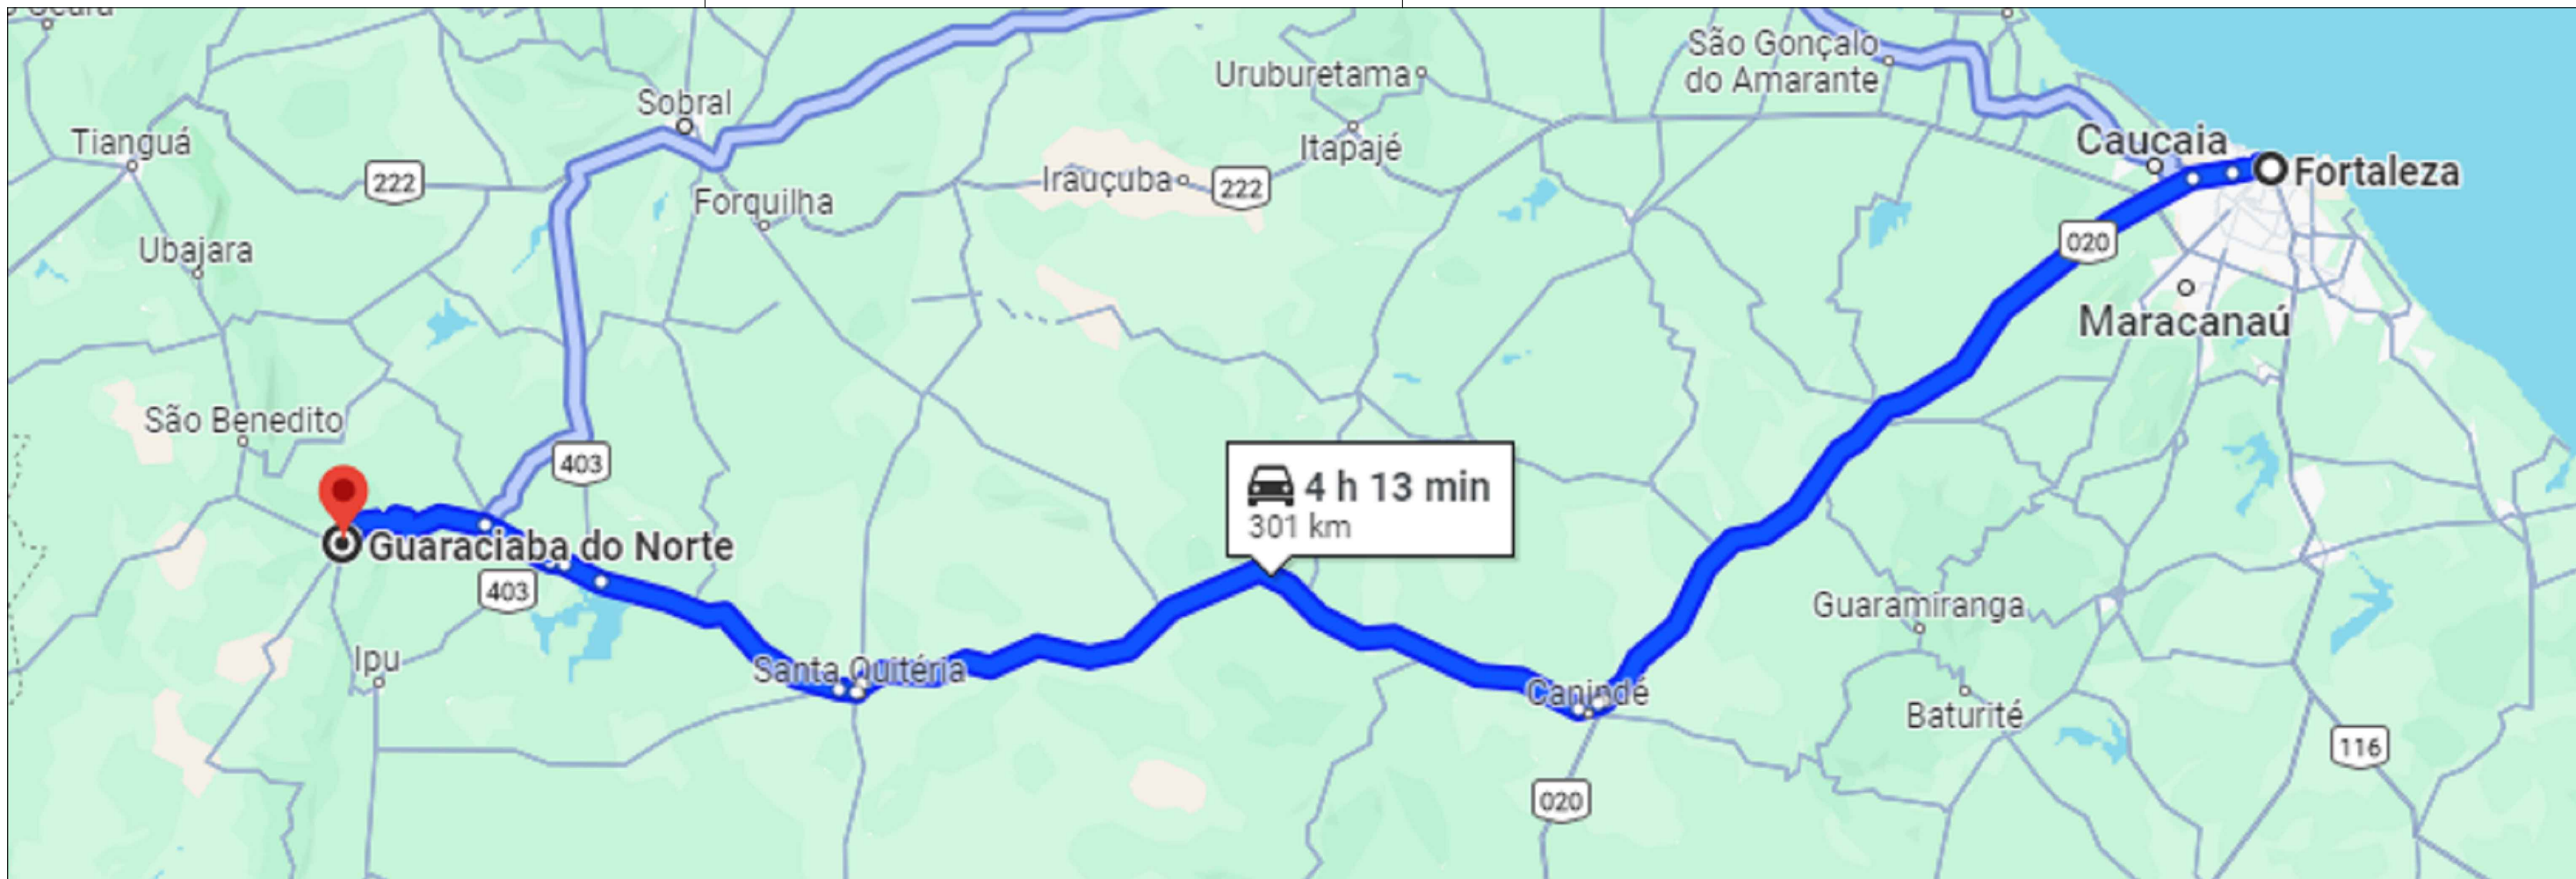 São Gonçalo
do Amarante
Uruburetama
Sobral
Tianguá
Caucaia
Itapajé
Fortaleza
222
Irauçuba
222
Forquilha
020
Ubajara
Maracanaú
São Benedito
403
4 h 13 min
301 km
Guaraciaba do Norte
403
Guaramiranga
Ipu
Santa Quitéria
Canindé
Baturité
116
020